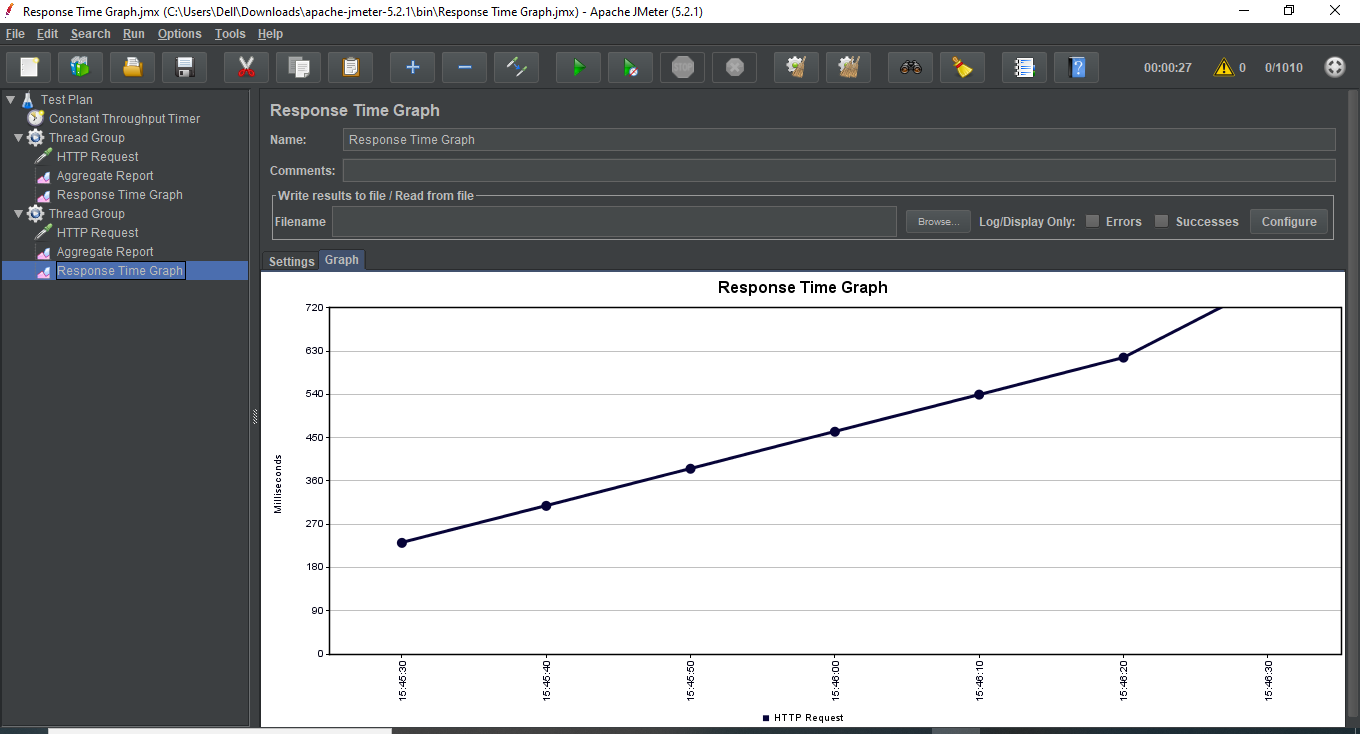 Response Time Graph.jmx (C:\Users\Dell\Downloads\apache-jmeter-5.2.1\bin\Response Time Graph.jmx) - Apache JMeter (5.2.1)
File Edit Search Run Options Tools Help
STOP 00:00:27 0 0/1010
Test Plan
Constant Throughput Timer
Thread Group
HTTP Request
Aggregate Report
Response Time Graph
Thread Group
HTTP Request
Aggregate Report
Response Time Graph
Response Time Graph
Name: Response Time Graph
Comments:
Write results to file / Read from file
Filename Browse... Log/Display Only: Errors Successes Configure
Settings Graph
Response Time Graph
720
630
540
450
360
270
180
90
0
Milliseconds
15:45:30 15:45:40 15:45:50 15:46:00 15:46:10 15:46:20 15:46:30
HTTP Request